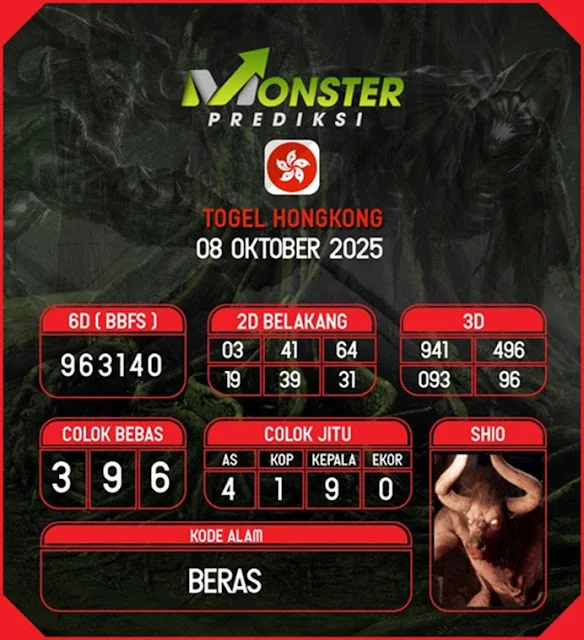 MONSTER
PREDIKSI
TOGEL HONGKONG
08 OKTOBER 2025
6D ( BBFS )
963140
2D BELAKANG
03 41 64
19 39 31
3D
941 496
093 96
COLOK BEBAS
3 9 6
COLOK JITU
AS KOP KEPALA EKOR
4 1 9 0
SHIO
KODE ALAM
BERAS